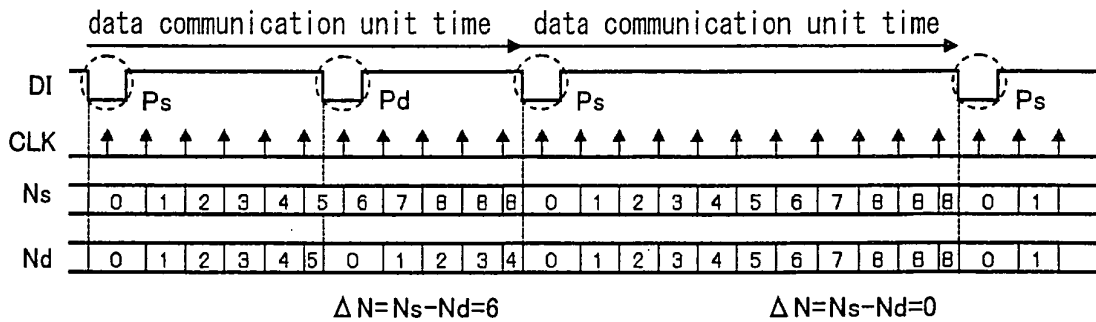 data communication unit time data communication unit time
DI Ps Pd Ps Ps
CLK
Ns 0 1 2 3 4 5 6 7 8 8 8 0 1 2 3 4 5 6 7 8 8 8 0 1
Nd 0 1 2 3 4 5 0 1 2 3 4 0 1 2 3 4 5 6 7 8 8 8 0 1
ΔN=Ns-Nd=6 ΔN=Ns-Nd=0